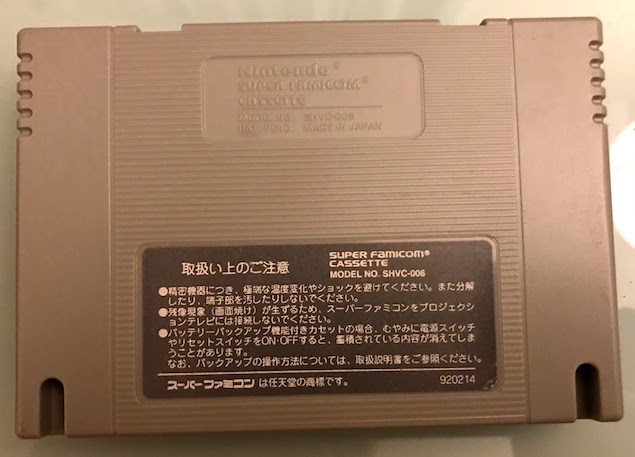 Nintendo®
SUPER FAMICOM®
CASSETTE
MODEL NO. SHVC-006
PAT. PEND. MADE IN JAPAN
取扱い上のご注意
SUPER FAMICOM®
CASSETTE
MODEL NO. SHVC-006
●精密機器につき、極端な温度変化やショックを避けてください。また分解
したり、端子部を汚したりしないでください。
●残像現象（画面焼け）が生ずるため、スーパーファミコンをプロジェクシ
ョンテレビには接続しないでください。
●バッテリーバックアップ機能付きカセットの場合、むやみに電源スイッチ
やリセットスイッチをON・OFFすると、蓄積されている内容が消えてしま
うことがあります。
なお、バックアップの操作方法については、取扱説明書をご参照ください。
スーパーファミコンは任天堂の商標です。
920214